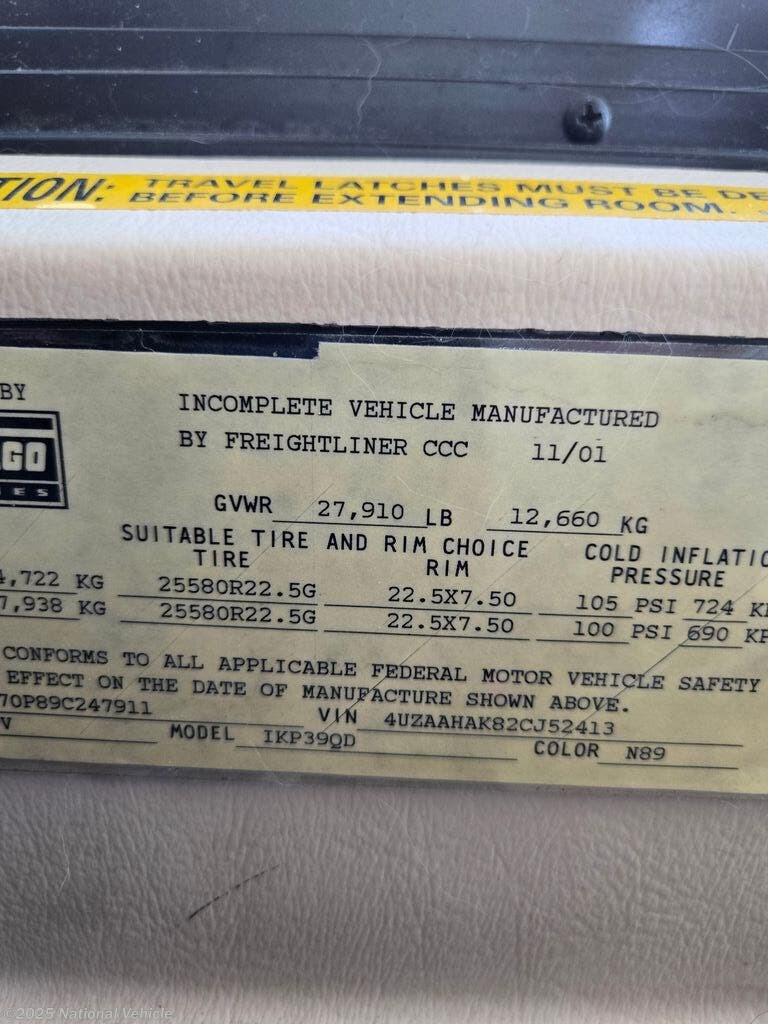 TION: TRAVEL LATCHES MUST BE DE
BEFORE EXTENDING ROOM.
BY
GO
IES
INCOMPLETE VEHICLE MANUFACTURED
BY FREIGHTLINER CCC 11/01
GVWR 27,910 LB 12,660 KG
SUITABLE TIRE AND RIM CHOICE
TIRE RIM
COLD INFLATIO
PRESSURE
4,722 KG 25580R22.5G 22.5X7.50 105 PSI 724 KP
7,938 KG 25580R22.5G 22.5X7.50 100 PSI 690 KP
CONFORMS TO ALL APPLICABLE FEDERAL MOTOR VEHICLE SAFETY
EFFECT ON THE DATE OF MANUFACTURE SHOWN ABOVE.
70P89C247911 VIN 4UZAAHAK82CJ52413
V MODEL IKP39QD COLOR N89
©2025 National Vehicle